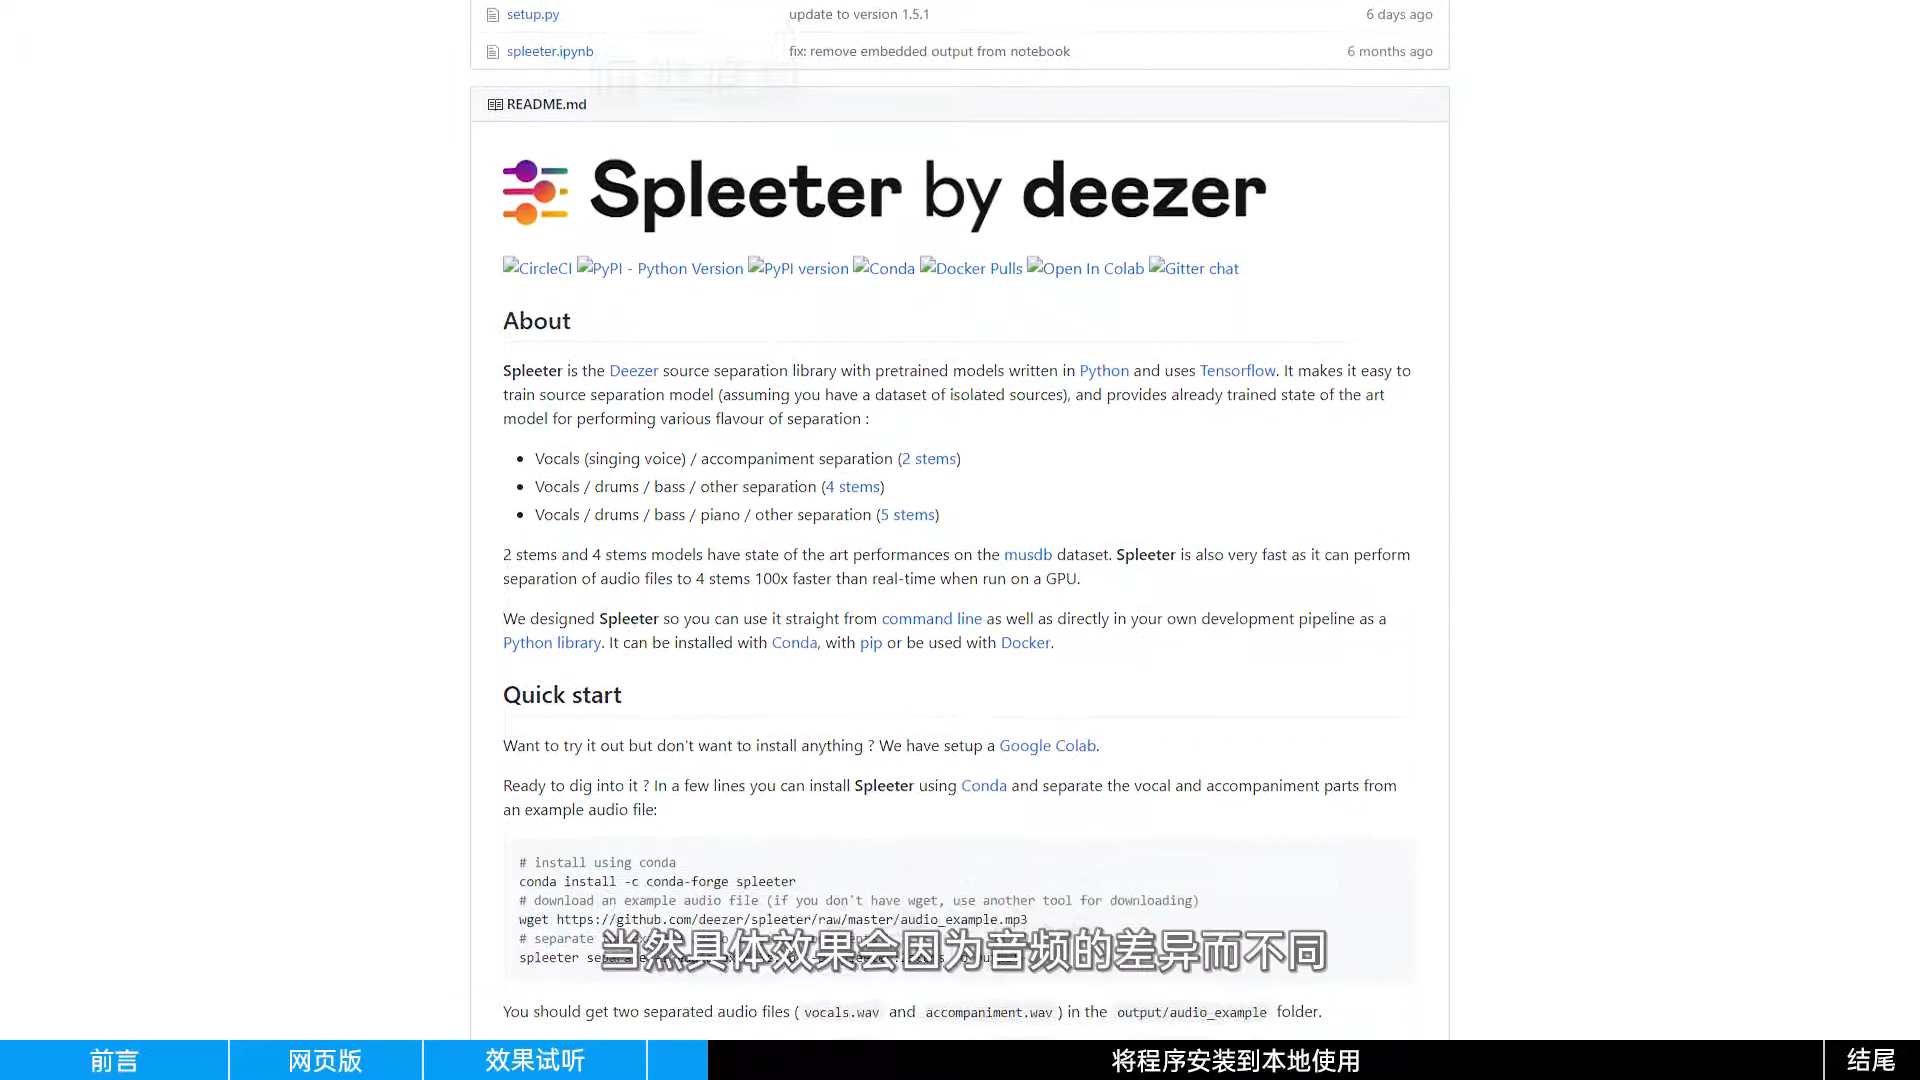 setup.py update to version 1.5.1 6 days ago
spleeter.ipynb fix: remove embedded output from notebook 6 months ago
README.md
Spleeter by deezer
CircleCI PyPI - Python Version PyPI version Conda Docker Pulls Open In Colab Gitter chat
About
Spleeter is the Deezer source separation library with pretrained models written in Python and uses Tensorflow. It makes it easy to
train source separation model (assuming you have a dataset of isolated sources), and provides already trained state of the art
model for performing various flavour of separation :
Vocals (singing voice) / accompaniment separation (2 stems)
Vocals / drums / bass / other separation (4 stems)
Vocals / drums / bass / piano / other separation (5 stems)
2 stems and 4 stems models have state of the art performances on the musdb dataset. Spleeter is also very fast as it can perform
separation of audio files to 4 stems 100x faster than real-time when run on a GPU.
We designed Spleeter so you can use it straight from command line as well as directly in your own development pipeline as a
Python library. It can be installed with Conda, with pip or be used with Docker.
Quick start
Want to try it out but don't want to install anything ? We have setup a Google Colab.
Ready to dig into it ? In a few lines you can install Spleeter using Conda and separate the vocal and accompaniment parts from
an example audio file:
# install using conda
conda install -c conda-forge spleeter
# download an example audio file (if you don't have wget, use another tool for downloading)
wget https://github.com/deezer/spleeter/raw/master/audio_example.mp3
# separate
spleeter
当然具体效果会因为音频的差异而不同
You should get two separated audio files ( vocals.wav and accompaniment.wav ) in the output/audio_example folder.
前言 网页版 效果试听 将程序安装到本地使用 结尾